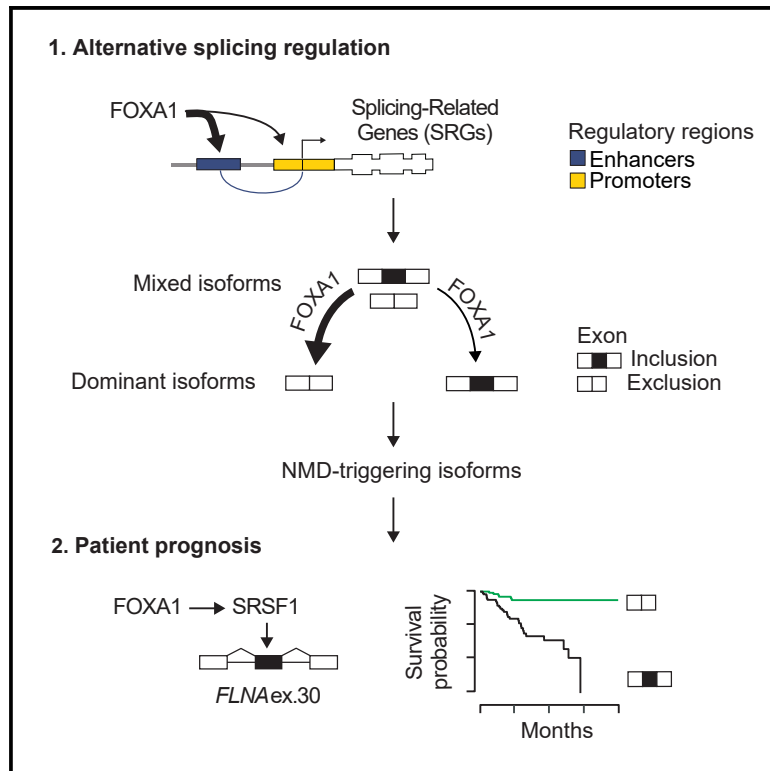 1. Alternative splicing regulation
FOXA1
Splicing-Related
Genes (SRGs)
Regulatory regions
Enhancers
Promoters
Mixed isoforms
FOXA1
FOXA1
Exon
Inclusion
Exclusion
Dominant isoforms
NMD-triggering isoforms
2. Patient prognosis
FOXA1
SRSF1
FLNA ex.30
Survival
probability
Months